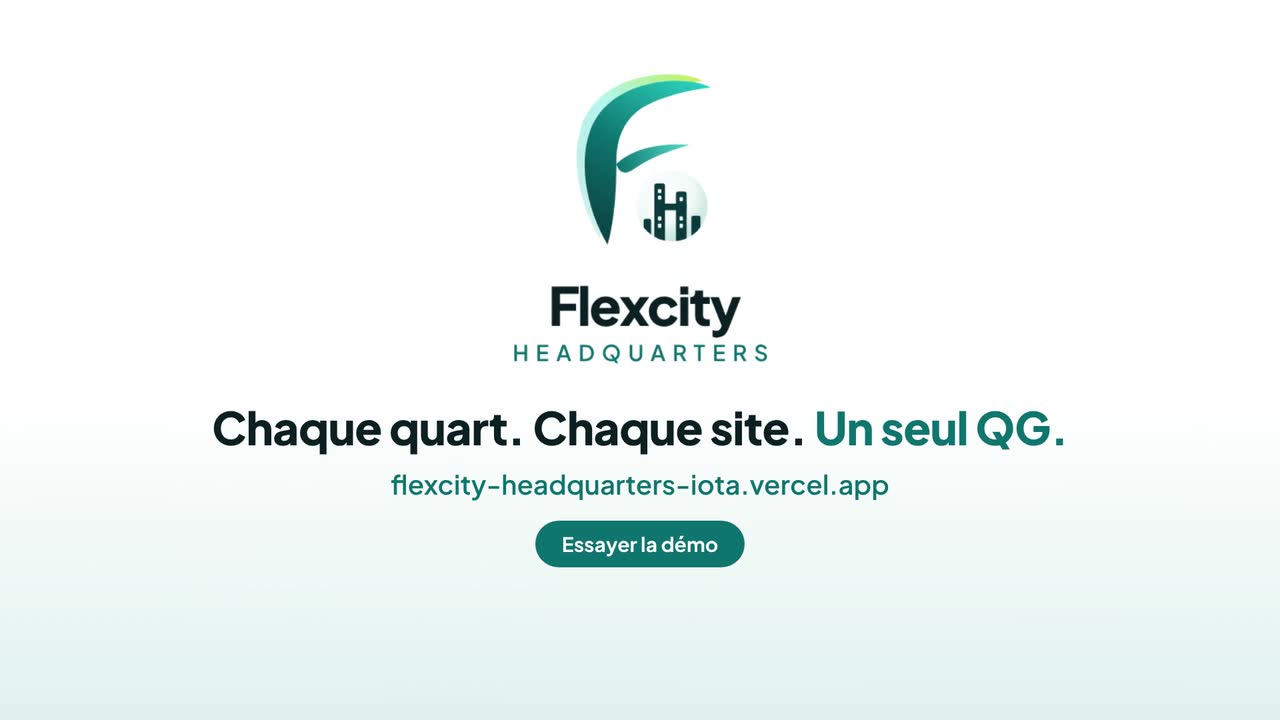 Flexcity
HEADQUARTERS
Chaque quart. Chaque site. Un seul QG.
flexcity-headquarters-iota.vercel.app
Essayer la démo